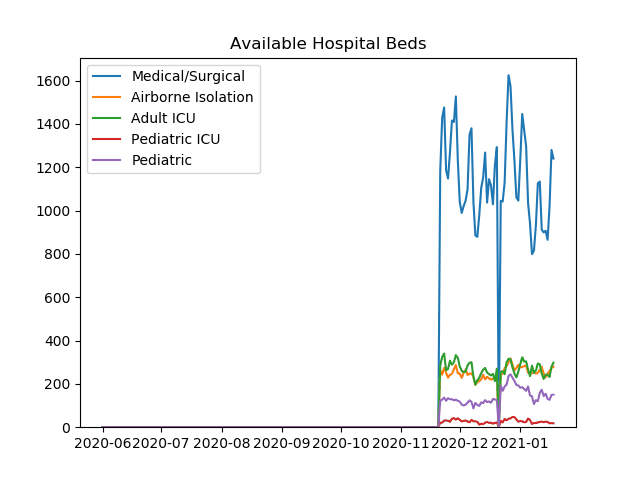 Available Hospital Beds
Medical/Surgical
Airborne Isolation
Adult ICU
Pediatric ICU
Pediatric
1600
1400
1200
1000
800
600
400
200
0
2020-06 2020-07 2020-08 2020-09 2020-10 2020-11 2020-12 2021-01